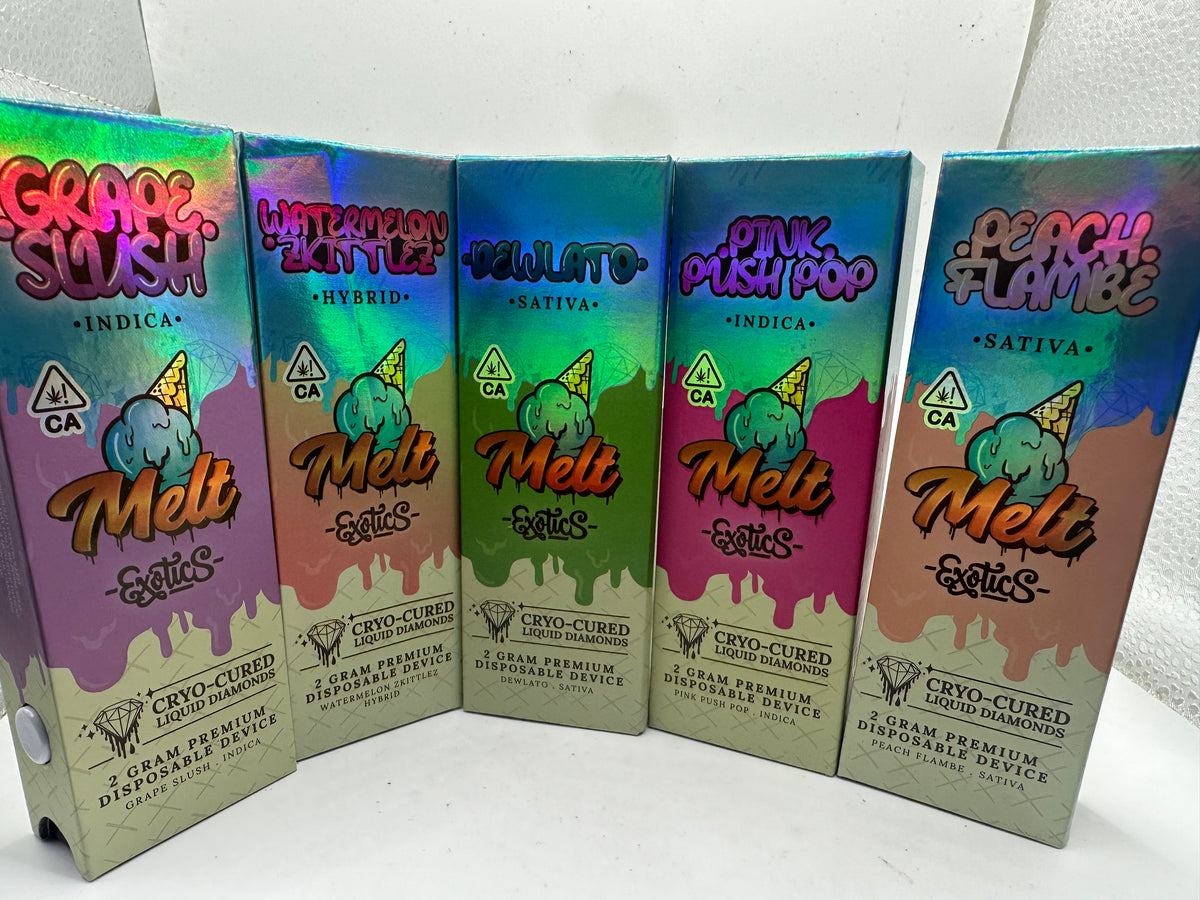 GRAPE
SLUSH
INDICA
CA
Melt
Exotics
CRYO-CURED
LIQUID DIAMONDS
2 GRAM PREMIUM
DISPOSABLE DEVICE
GRAPE SLUSH · INDICA
WATERMELON
ZKITTLEZ
HYBRID
CA
Melt
Exotics
CRYO-CURED
LIQUID DIAMONDS
2 GRAM PREMIUM
DISPOSABLE DEVICE
WATERMELON ZKITTLEZ
HYBRID
DEWLATO
SATIVA
CA
Melt
Exotics
CRYO-CURED
LIQUID DIAMONDS
2 GRAM PREMIUM
DISPOSABLE DEVICE
DEWLATO · SATIVA
PINK
PUSH POP
INDICA
CA
Melt
Exotics
CRYO-CURED
LIQUID DIAMONDS
2 GRAM PREMIUM
DISPOSABLE DEVICE
PINK PUSH POP · INDICA
PEACH
FLAMBE
SATIVA
CA
Melt
Exotics
CRYO-CURED
LIQUID DIAMONDS
2 GRAM PREMIUM
DISPOSABLE DEVICE
PEACH FLAMBE · SATIVA